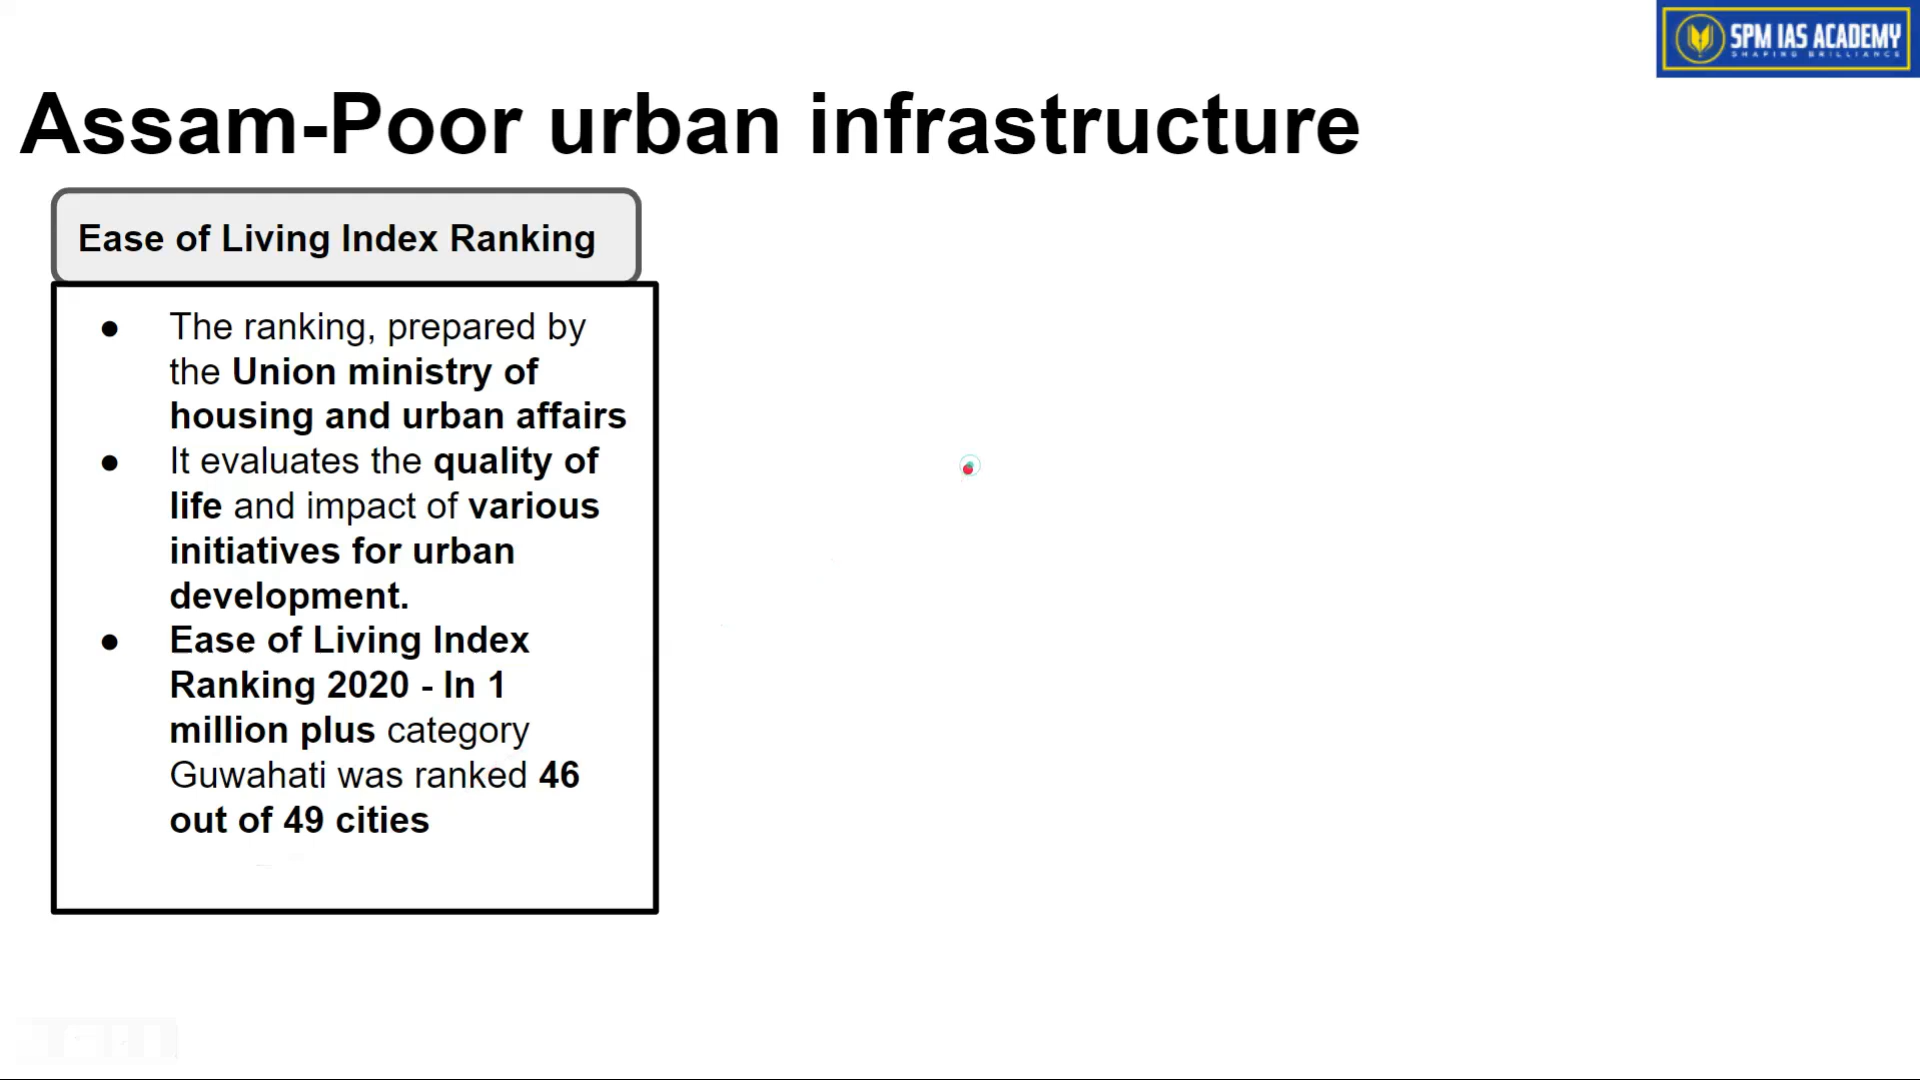 SPM IAS ACADEMY
SHAPING BRILLIANCE
Assam-Poor urban infrastructure
Ease of Living Index Ranking
● The ranking, prepared by
the Union ministry of
housing and urban affairs
● It evaluates the quality of
life and impact of various
initiatives for urban
development.
● Ease of Living Index
Ranking 2020 - In 1
million plus category
Guwahati was ranked 46
out of 49 cities